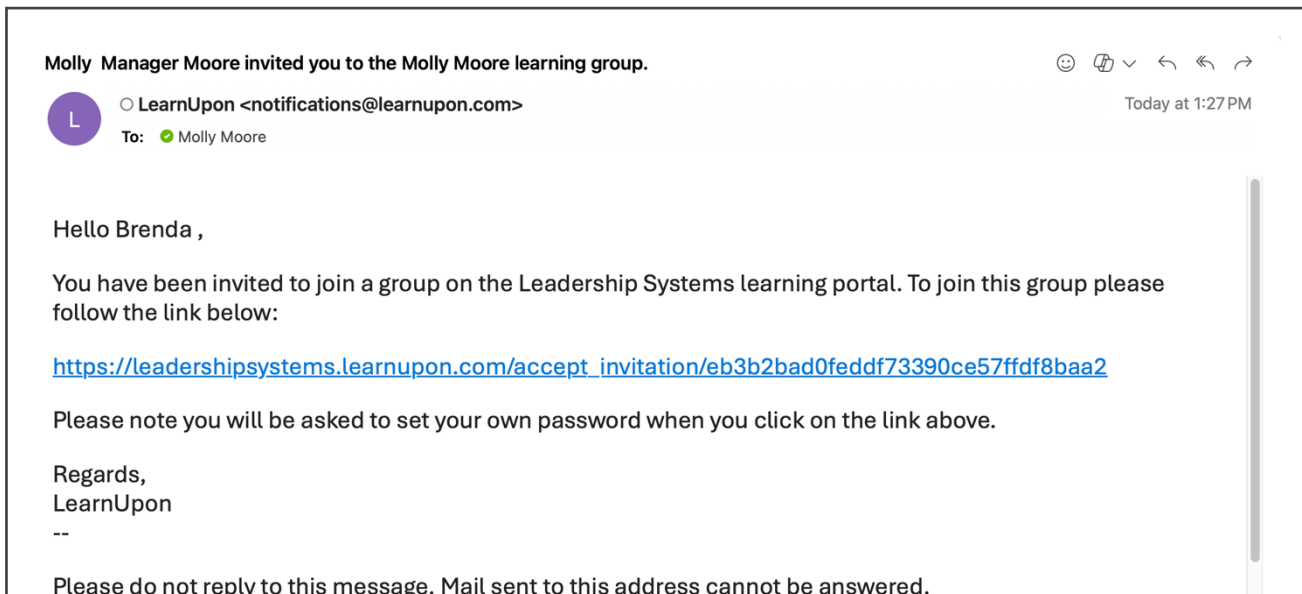 Molly  Manager Moore invited you to the Molly Moore learning group.
L
LearnUpon <notifications@learnupon.com>
Today at 1:27 PM
To: Molly Moore
Hello Brenda ,
You have been invited to join a group on the Leadership Systems learning portal. To join this group please
follow the link below:
https://leadershipsystems.learnupon.com/accept_invitation/eb3b2bad0feddf73390ce57ffdf8baa2
Please note you will be asked to set your own password when you click on the link above.
Regards,
LearnUpon
--
Please do not reply to this message. Mail sent to this address cannot be answered.